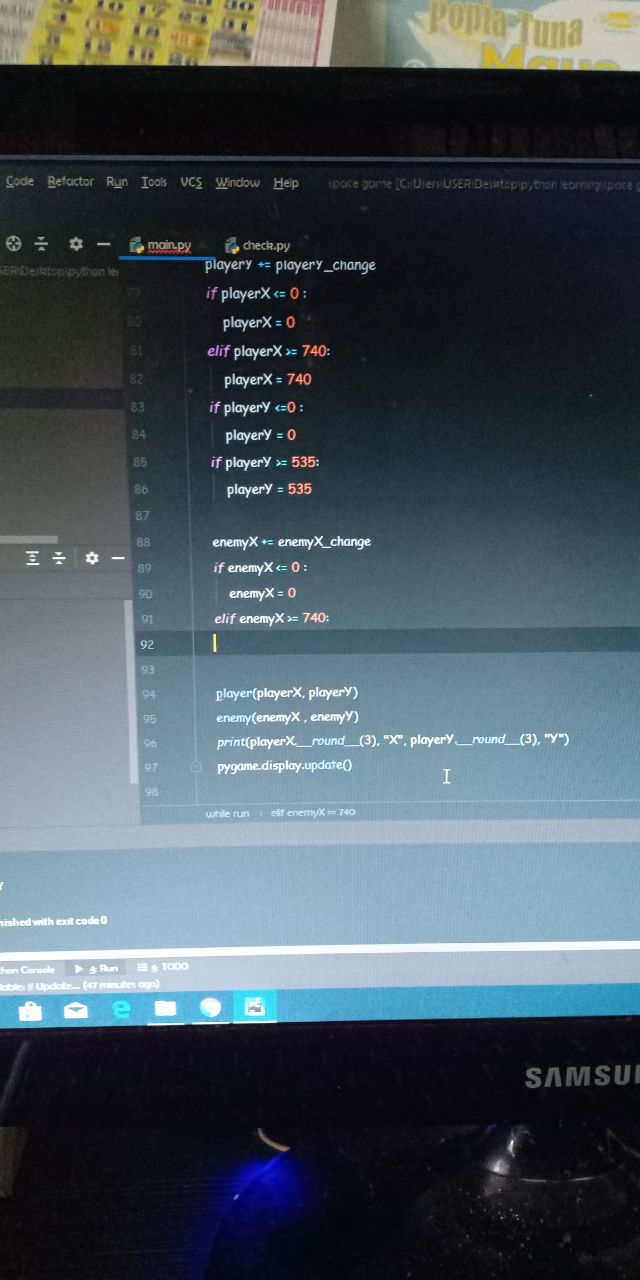 Popia Tuna
Mayo
Code Refactor Run Tools VCS Window Help space game [C:\Users\USER\Desktop\python learning\space
main.py check.py
SER\Desktop\python
playerY += playerY_change
79 if playerX <= 0 :
80 playerX = 0
81 elif playerX >= 740:
82 playerX = 740
83 if playerY <=0 :
84 playerY = 0
85 if playerY >= 535:
86 playerY = 535
87
88 enemyX += enemyX_change
89 if enemyX <= 0 :
90 enemyX = 0
91 elif enemyX >= 740:
92
93
94 player(playerX, playerY)
95 enemy(enemyX , enemyY)
96 print(playerX.__round__(3), "X", playerY.__round__(3), "Y")
97 pygame.display.update()
98
while run › elif enemyX >= 740
nished with exit code 0
thon Console 4: Run 6: TODO
lable: // Update... (47 minutes ago)
SAMSU